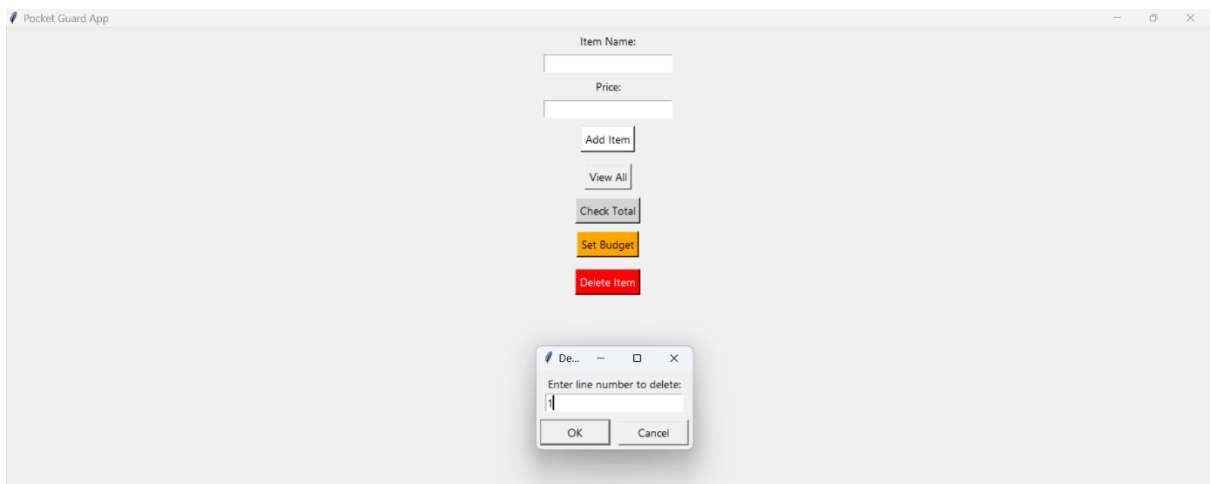 Pocket Guard App
Item Name:
Price:
Add Item
View All
Check Total
Set Budget
Delete Item
De...
Enter line number to delete:
1
OK Cancel